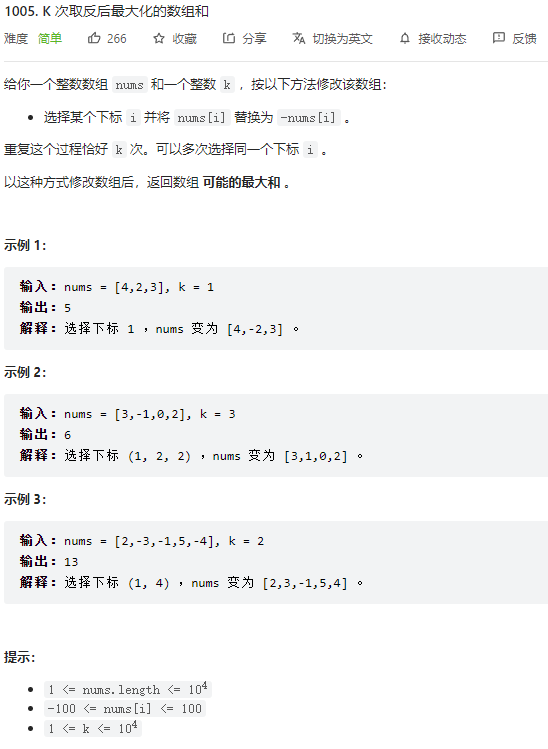 1005. K 次取反后最大化的数组和
难度 简单 266 收藏 分享 切换为英文 接收动态 反馈
给你一个整数数组 nums 和一个整数 k ，按以下方法修改该数组：
选择某个下标 i 并将 nums[i] 替换为 -nums[i] 。
重复这个过程恰好 k 次。可以多次选择同一个下标 i 。
以这种方式修改数组后，返回数组 可能的最大和 。
示例 1：
输入：nums = [4,2,3], k = 1
输出：5
解释：选择下标 1 ，nums 变为 [4,-2,3] 。
示例 2：
输入：nums = [3,-1,0,2], k = 3
输出：6
解释：选择下标 (1, 2, 2) ，nums 变为 [3,1,0,2] 。
示例 3：
输入：nums = [2,-3,-1,5,-4], k = 2
输出：13
解释：选择下标 (1, 4) ，nums 变为 [2,3,-1,5,4] 。
提示：
1 <= nums.length <= 10⁴
-100 <= nums[i] <= 100
1 <= k <= 10⁴